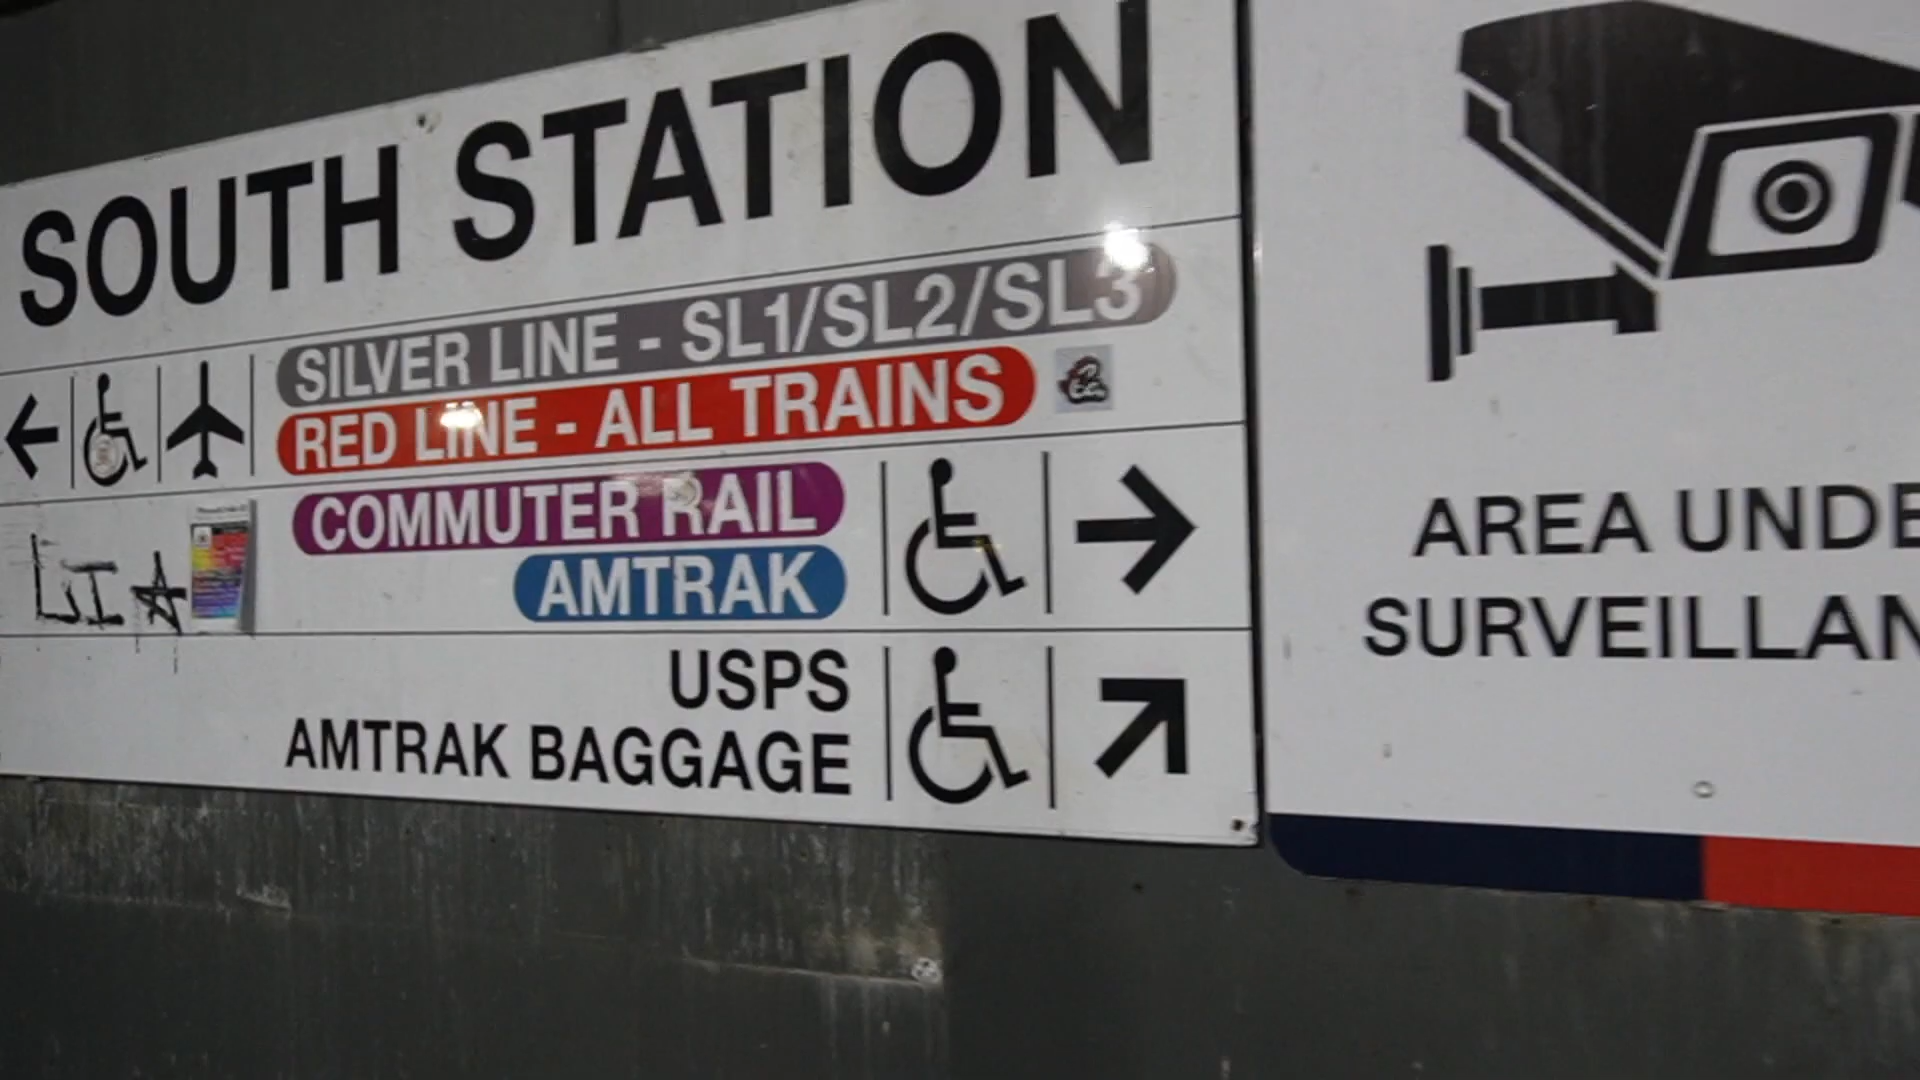 SOUTH STATION
SILVER LINE - SL1/SL2/SL3
RED LINE - ALL TRAINS
COMMUTER RAIL
AMTRAK
USPS
AMTRAK BAGGAGE
AREA UNDE
SURVEILLAN